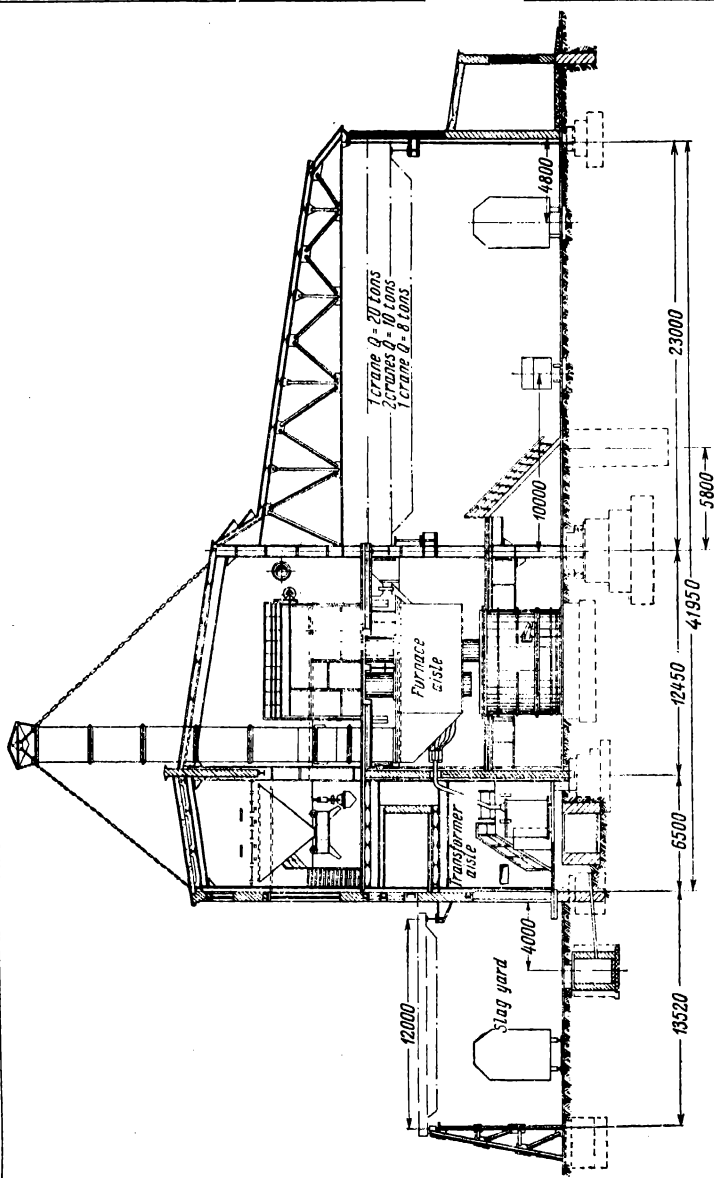 12000
Slag yard
4000
13520
Transformer
aisle
6500
Furnace
aisle
12450
41950
1 crane Q = 20 tons
2 cranes Q = 10 tons
1 crane Q = 8 tons
10000
5800
23000
4800